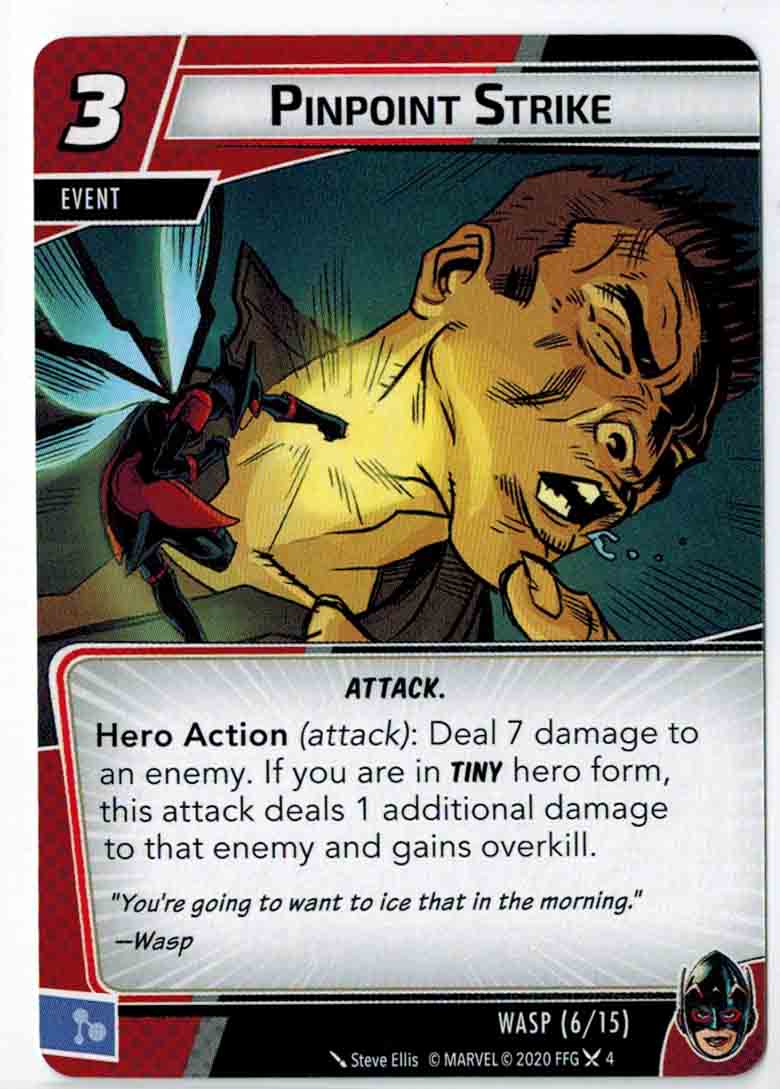 3
PINPOINT STRIKE
EVENT
ATTACK.
Hero Action (attack): Deal 7 damage to
an enemy. If you are in TINY hero form,
this attack deals 1 additional damage
to that enemy and gains overkill.
"You're going to want to ice that in the morning."
—Wasp
WASP (6/15)
Steve Ellis © MARVEL © 2020 FFG 4